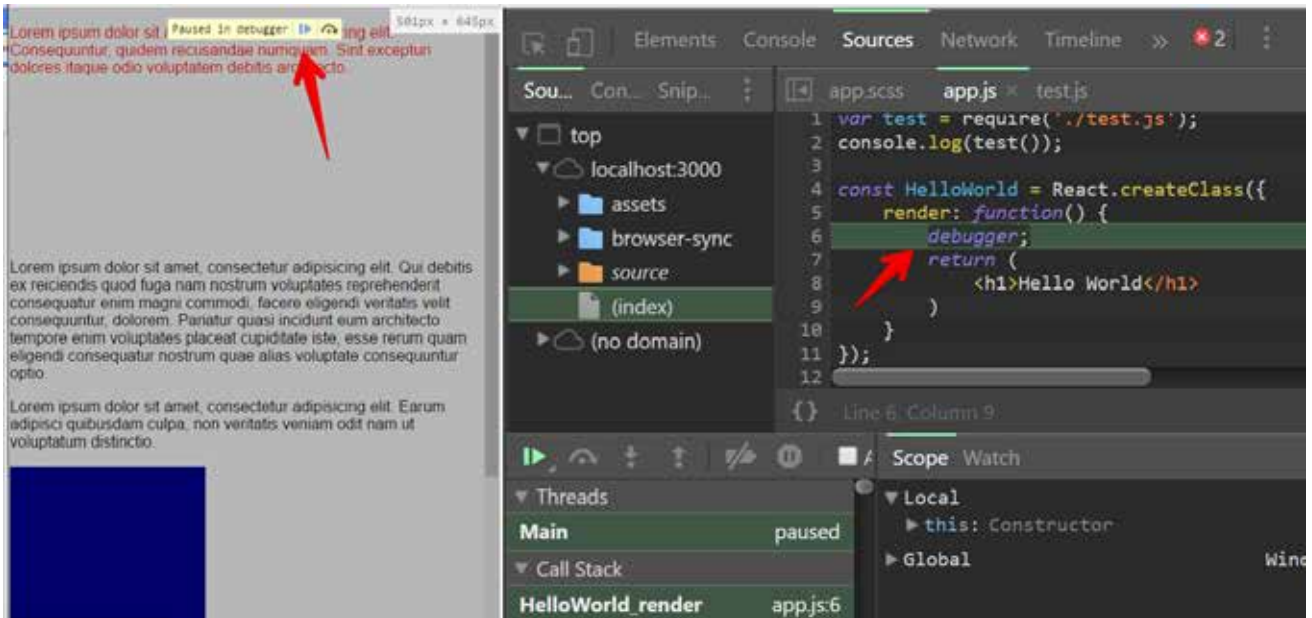 Lorem ipsum dolor sit
Paused in debugger
ing elit.
501px × 645px
Consequuntur, quidem recusandae numquam. Sint excepturi
dolores itaque odio voluptatem debitis architecto.
Lorem ipsum dolor sit amet, consectetur adipisicing elit. Qui debitis
ex reiciendis quod fuga nam nostrum voluptates reprehenderit
consequatur enim magni commodi, facere eligendi veritatis velit
consequuntur, dolorem. Pariatur quasi incidunt eum architecto
tempore enim voluptates placeat cupiditate iste, esse rerum quam
eligendi consequatur nostrum quae alias voluptate consequuntur
optio.
Lorem ipsum dolor sit amet, consectetur adipisicing elit. Earum
adipisci quibusdam culpa, non veritatis veniam odit nam ut
voluptatum distinctio.
Elements Console Sources Network Timeline » 2
Sou... Con... Snip...
top
localhost:3000
assets
browser-sync
source
(index)
(no domain)
app.scss app.js × test.js
1 var test = require('./test.js');
2 console.log(test());
3
4 const HelloWorld = React.createClass({
5 render: function() {
6 debugger;
7 return (
8 <h1>Hello World</h1>
9 )
10 }
11 });
12
{} Line 6, Column 9
A
Threads
Main paused
Call Stack
HelloWorld_render app.js:6
Scope Watch
Local
this: Constructor
Global Wind